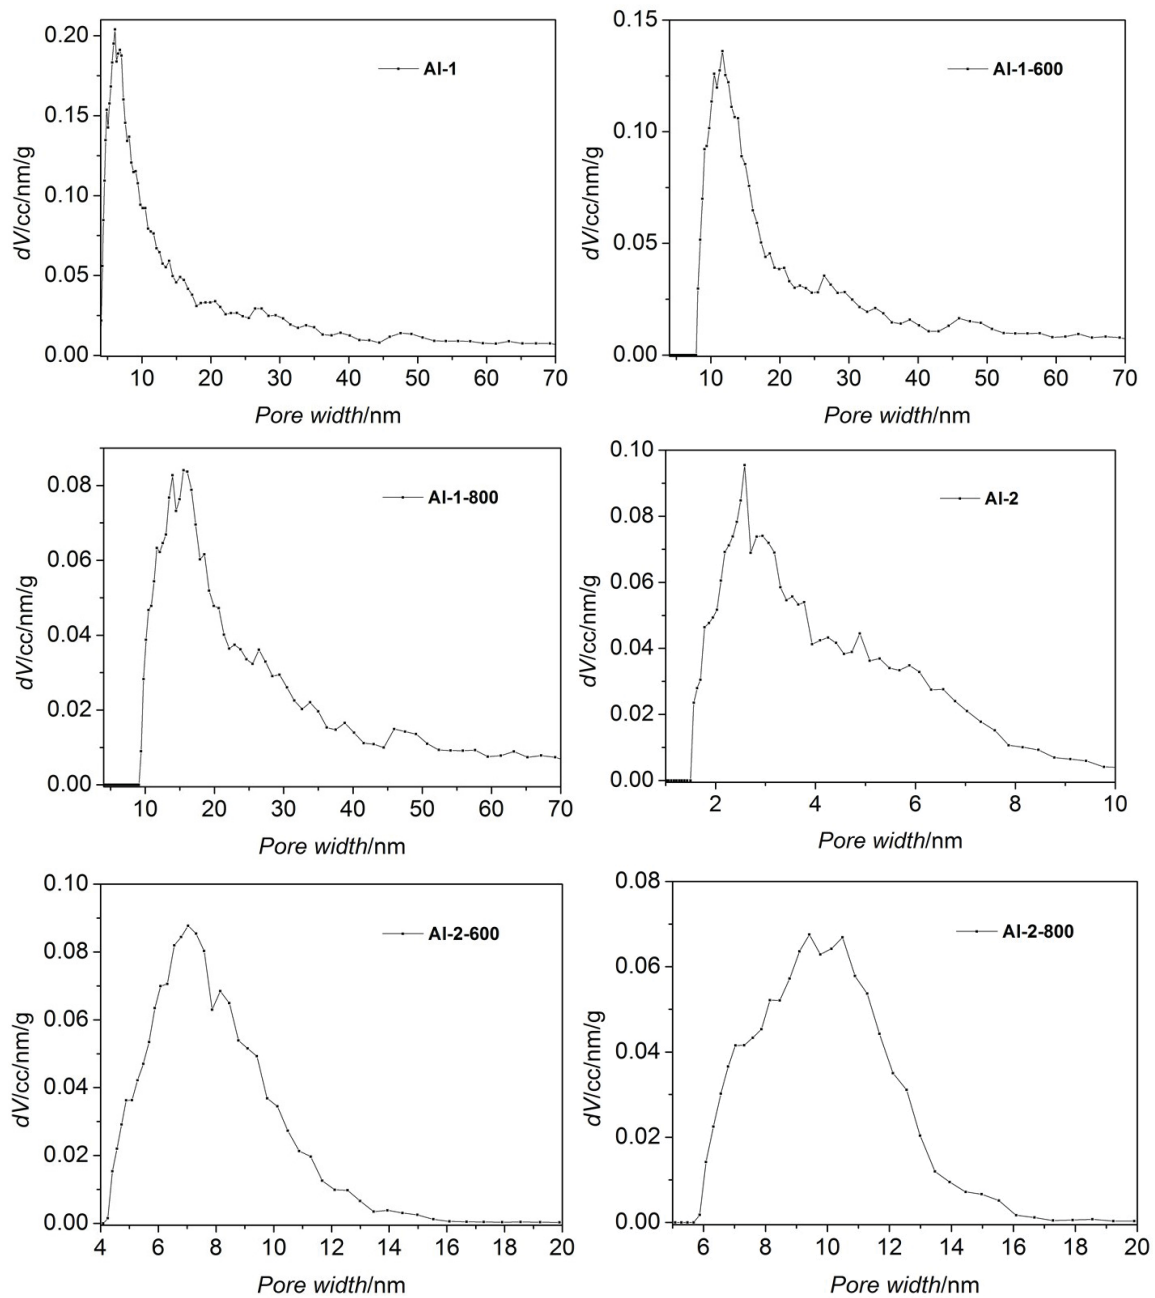 0.20
0.15
0.10
0.05
0.00
dV/cc/nm/g
Al-1
10 20 30 40 50 60 70
Pore width/nm
0.15
0.10
0.05
0.00
dV/cc/nm/g
Al-1-600
10 20 30 40 50 60 70
Pore width/nm
0.08
0.06
0.04
0.02
0.00
dV/cc/nm/g
Al-1-800
10 20 30 40 50 60 70
Pore width/nm
0.10
0.08
0.06
0.04
0.02
0.00
dV/cc/nm/g
Al-2
2 4 6 8 10
Pore width/nm
0.10
0.08
0.06
0.04
0.02
0.00
dV/cc/nm/g
Al-2-600
4 6 8 10 12 14 16 18 20
Pore width/nm
0.08
0.06
0.04
0.02
0.00
dV/cc/nm/g
Al-2-800
6 8 10 12 14 16 18 20
Pore width/nm